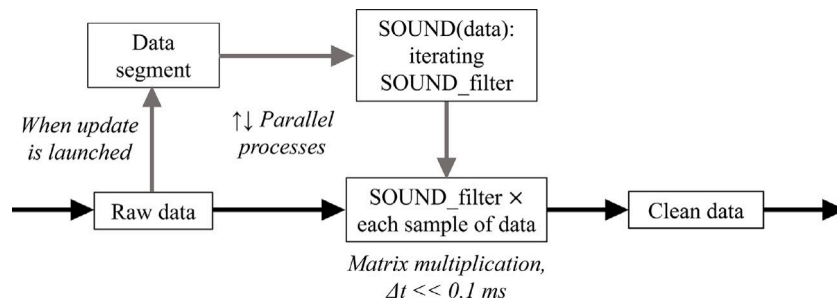 Data
segment
SOUND(data):
iterating
SOUND_filter
When update
is launched
↑↓ Parallel
processes
Raw data
SOUND_filter ×
each sample of data
Clean data
Matrix multiplication,
Δt << 0.1 ms